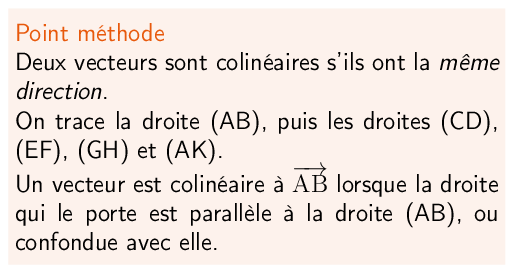 Point méthode
Deux vecteurs sont colinéaires s'ils ont la même
direction.
On trace la droite (AB), puis les droites (CD),
(EF), (GH) et (AK).
Un vecteur est colinéaire à $\overrightarrow{AB}$ lorsque la droite
qui le porte est parallèle à la droite (AB), ou
confondue avec elle.